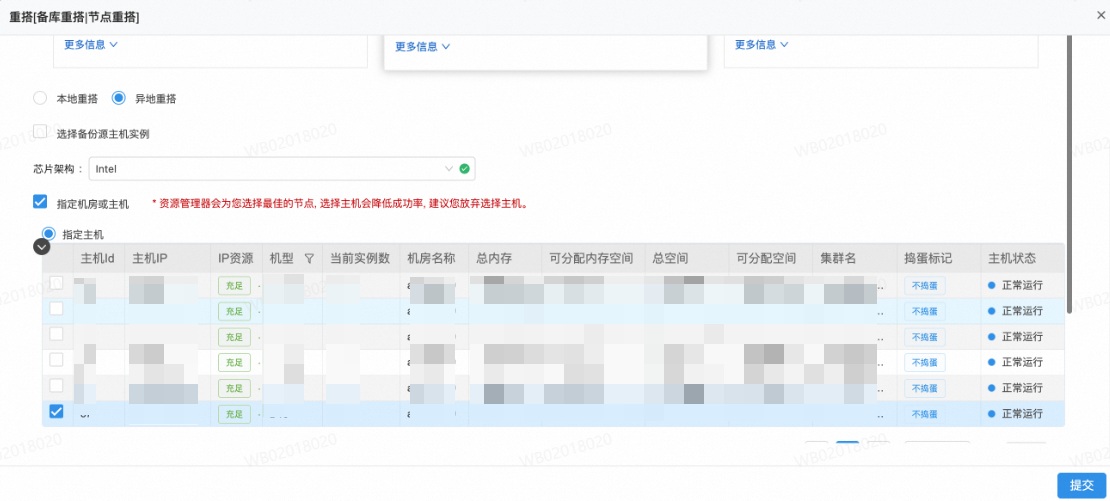 重搭[备库重搭|节点重搭]
更多信息 更多信息 更多信息
本地重搭 异地重搭
选择备份源主机实例
芯片架构： Intel
指定机房或主机 * 资源管理器会为您选择最佳的节点, 选择主机会降低成功率, 建议您放弃选择主机。
指定主机
主机Id 主机IP IP资源 机型 当前实例数 机房名称 总内存 可分配内存空间 总空间 可分配空间 集群名 捣蛋标记 主机状态
充足 不捣蛋 正常运行
充足 不捣蛋 正常运行
充足 不捣蛋 正常运行
充足 不捣蛋 正常运行
充足 不捣蛋 正常运行
充足 不捣蛋 正常运行
提交
WB02018020